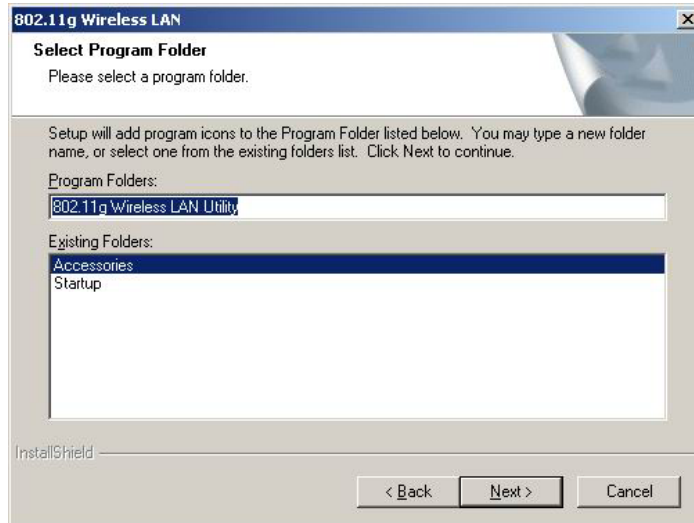 802.11g Wireless LAN
Select Program Folder
Please select a program folder.
Setup will add program icons to the Program Folder listed below. You may type a new folder
name, or select one from the existing folders list. Click Next to continue.
Program Folders:
802.11g Wireless LAN Utility
Existing Folders:
Accessories
Startup
InstallShield
< Back Next > Cancel